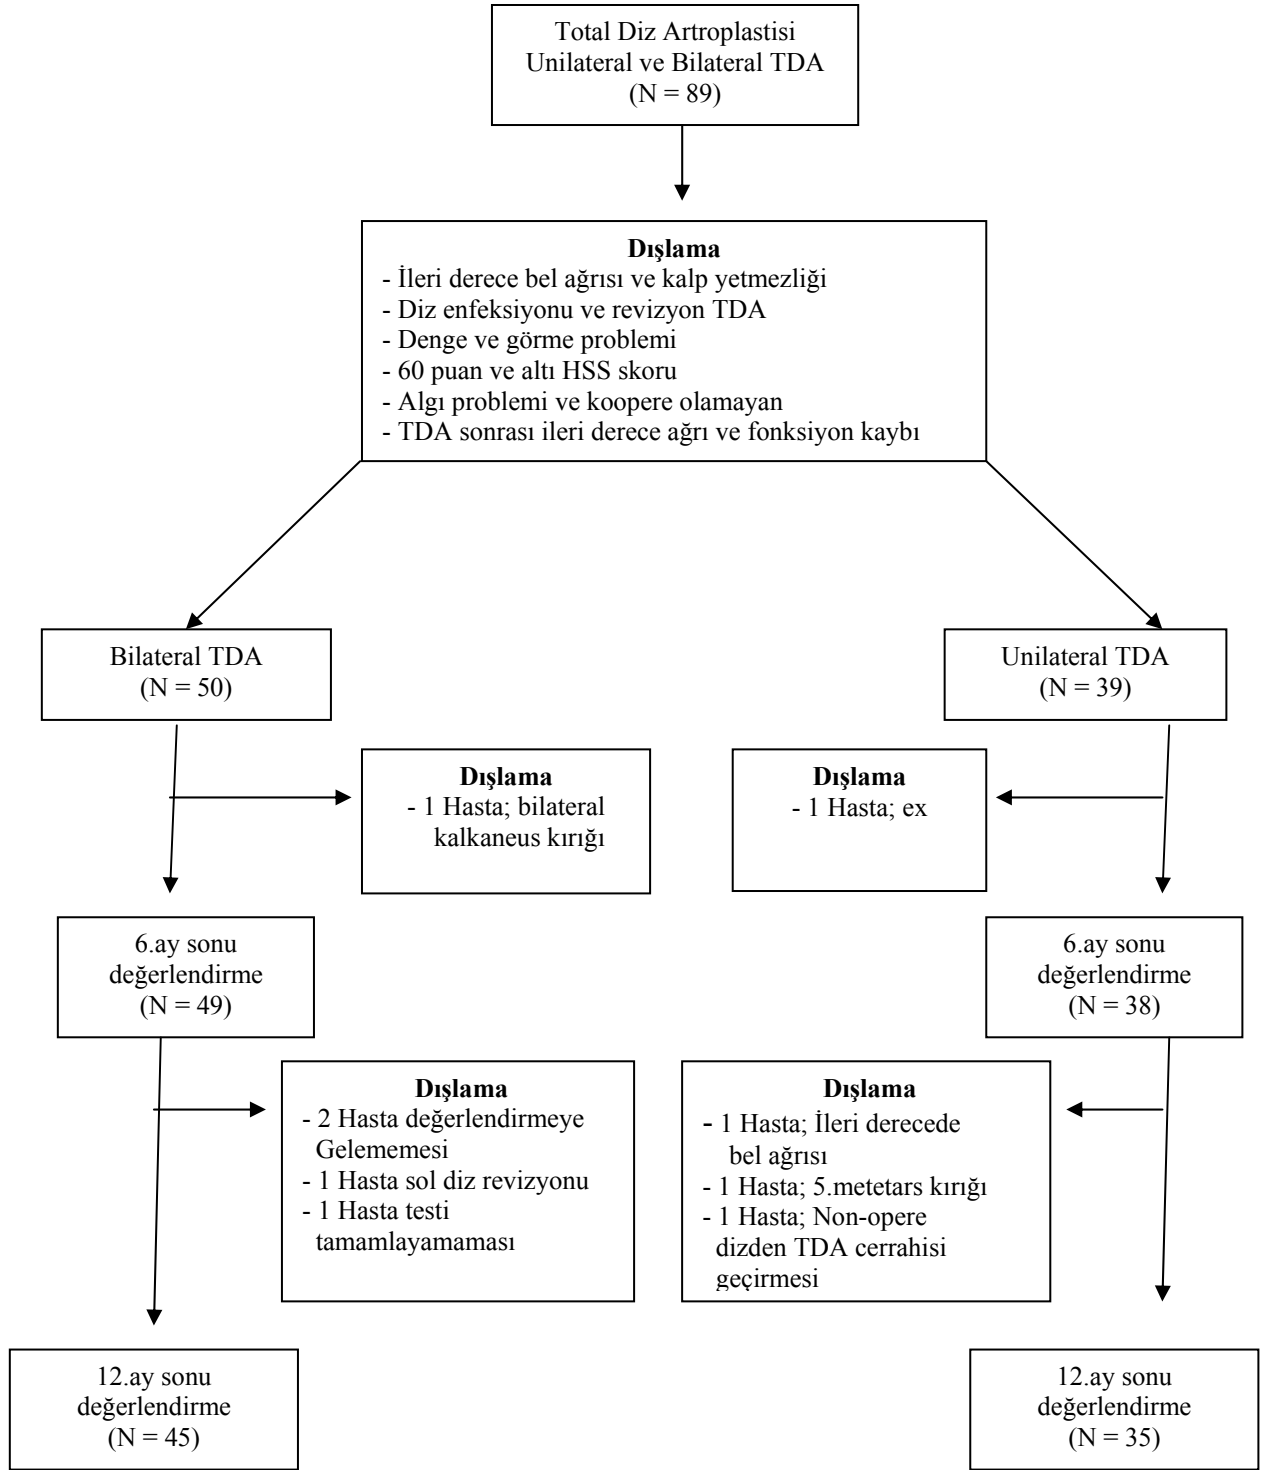 Total Diz Artroplastisi
Unilateral ve Bilateral TDA
(N = 89)
Dışlama
- İleri derece bel ağrısı ve kalp yetmezliği
- Diz enfeksiyonu ve revizyon TDA
- Denge ve görme problemi
- 60 puan ve altı HSS skoru
- Algı problemi ve koopere olamayan
- TDA sonrası ileri derece ağrı ve fonksiyon kaybı
Bilateral TDA
(N = 50)
Unilateral TDA
(N = 39)
Dışlama
- 1 Hasta; bilateral
kalkaneus kırığı
Dışlama
- 1 Hasta; ex
6.ay sonu
değerlendirme
(N = 49)
6.ay sonu
değerlendirme
(N = 38)
Dışlama
- 2 Hasta değerlendirmeye
Gelememesi
- 1 Hasta sol diz revizyonu
- 1 Hasta testi
tamamlayamaması
Dışlama
- 1 Hasta; İleri derecede
bel ağrısı
- 1 Hasta; 5.metetars kırığı
- 1 Hasta; Non-opere
dizden TDA cerrahisi
geçirmesi
12.ay sonu
değerlendirme
(N = 45)
12.ay sonu
değerlendirme
(N = 35)